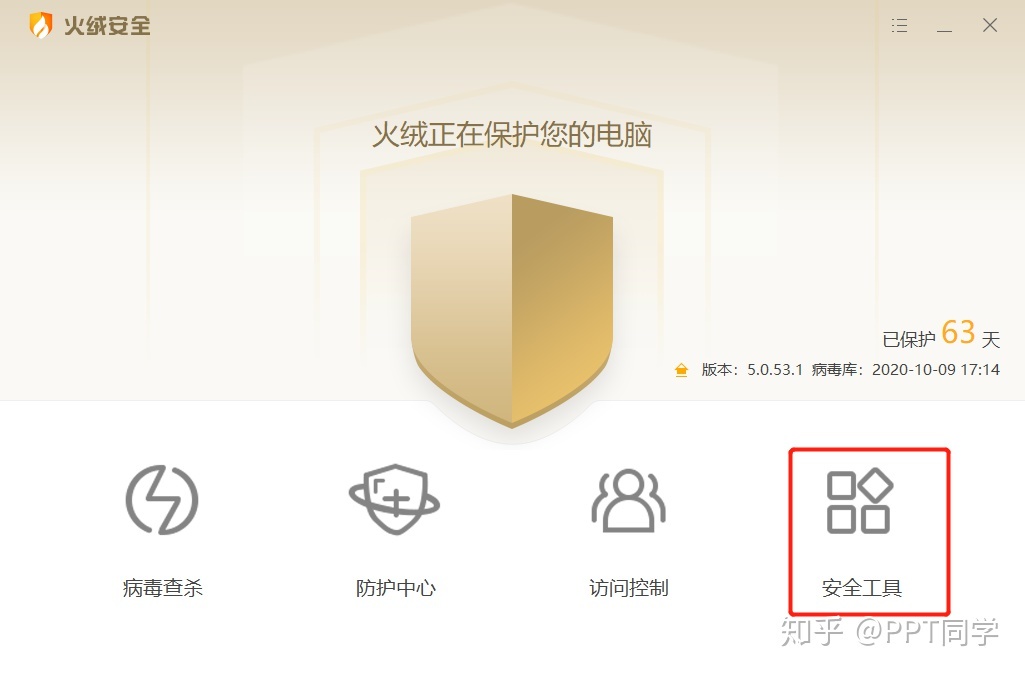 火绒安全
火绒正在保护您的电脑
已保护 63 天
版本：5.0.53.1 病毒库：2020-10-09 17:14
病毒查杀
防护中心
访问控制
安全工具
知乎 @PPT同学